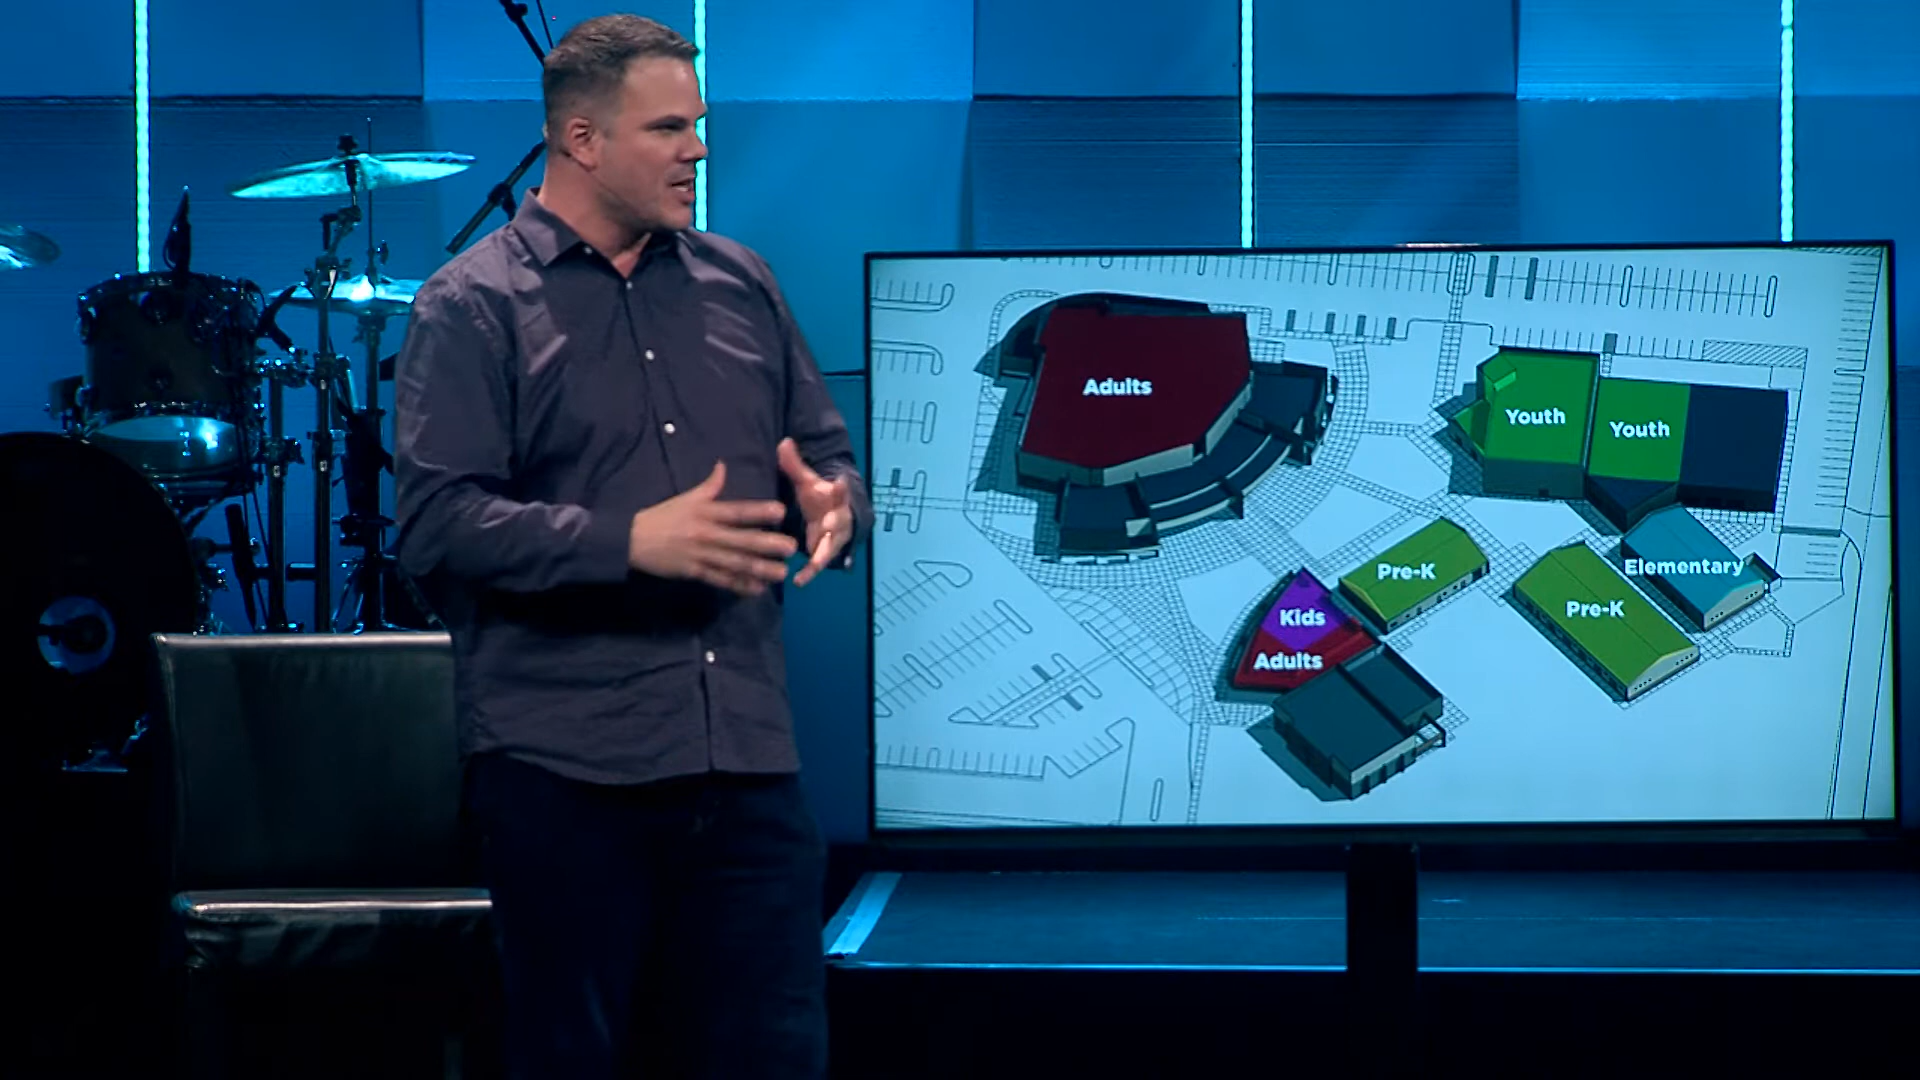 Adults
Youth
Youth
Pre-K
Elementary
Pre-K
Kids
Adults